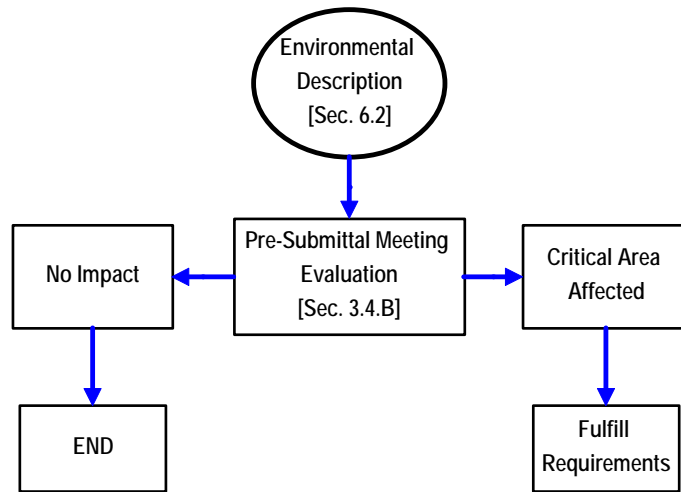 Environmental
Description
[Sec. 6.2]
Pre-Submittal Meeting
Evaluation
[Sec. 3.4.B]
No Impact
Critical Area
Affected
END
Fulfill
Requirements